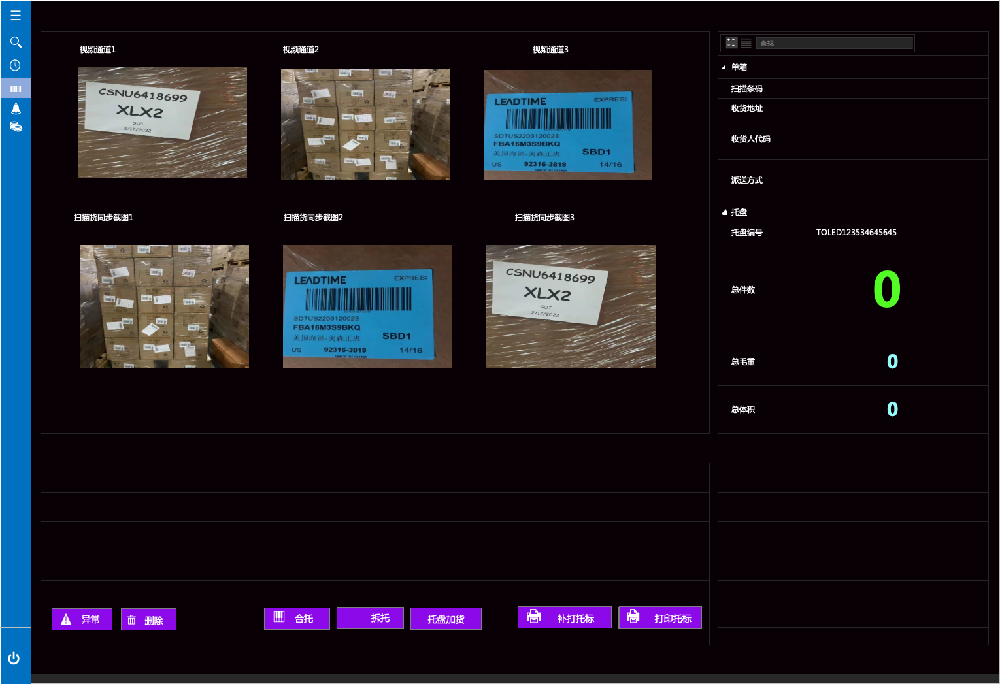 视频通道1
视频通道2
视频通道3
CSNU6418699
XLX2
GUT
2/17/2022
LEADTIME
EXPRES:
SDTUS2203120028
FBA16M3S9BKQ
美国海派-美森正班
SBD1
US
92316-3819
14/16
MADE IN CHINA
扫描货同步截图1
扫描货同步截图2
扫描货同步截图3
LEADTIME
EXPRES:
SDTUS2203120028
FBA16M3S9BKQ
美国海派-美森正班
SBD1
US
92316-3819
14/16
MADE IN CHINA
CSNU6418699
XLX2
GUT
2/17/2022
异常
删除
合托
拆托
托盘加货
补打托标
打印托标
查找
单箱
扫描条码
收货地址
收货人代码
派送方式
托盘
托盘编号
TOLED123534645645
总件数
0
总毛重
0
总体积
0